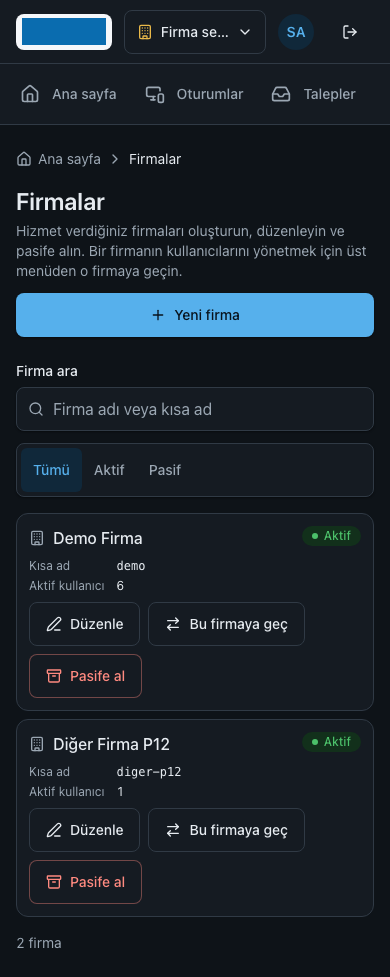 Firma se...
SA
Ana sayfa
Oturumlar
Talepler
Ana sayfa > Firmalar
Firmalar
Hizmet verdiğiniz firmaları oluşturun, düzenleyin ve
pasife alın. Bir firmanın kullanıcılarını yönetmek için üst
menüden o firmaya geçin.
+ Yeni firma
Firma ara
Firma adı veya kısa ad
Tümü
Aktif
Pasif
Demo Firma
Aktif
Kısa ad demo
Aktif kullanıcı 6
Düzenle
Bu firmaya geç
Pasife al
Diğer Firma P12
Aktif
Kısa ad diger-p12
Aktif kullanıcı 1
Düzenle
Bu firmaya geç
Pasife al
2 firma